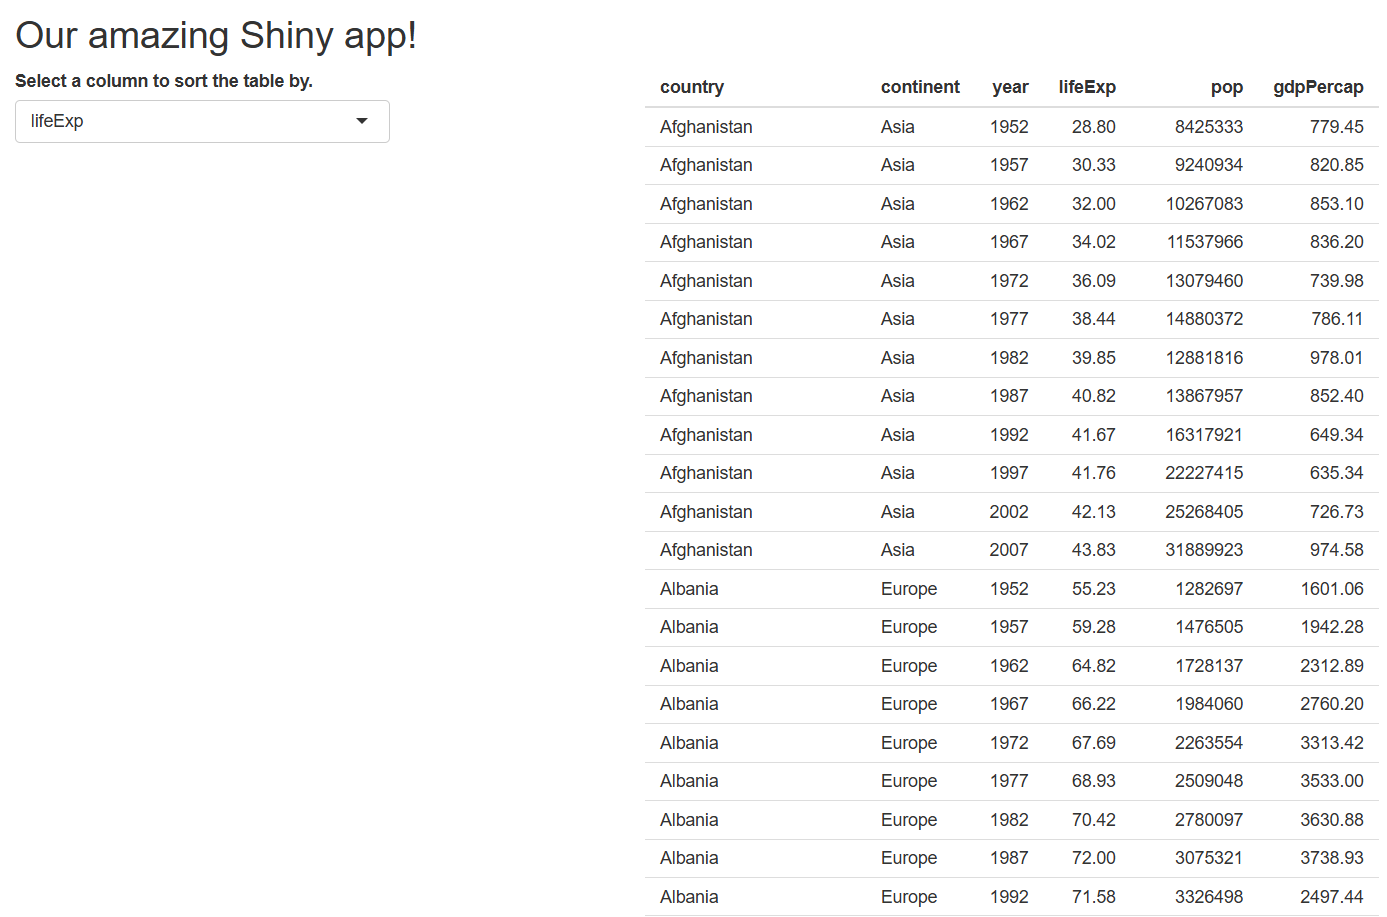 Our amazing Shiny app!
Select a column to sort the table by.
lifeExp
country continent year lifeExp pop gdpPercap
Afghanistan Asia 1952 28.80 8425333 779.45
Afghanistan Asia 1957 30.33 9240934 820.85
Afghanistan Asia 1962 32.00 10267083 853.10
Afghanistan Asia 1967 34.02 11537966 836.20
Afghanistan Asia 1972 36.09 13079460 739.98
Afghanistan Asia 1977 38.44 14880372 786.11
Afghanistan Asia 1982 39.85 12881816 978.01
Afghanistan Asia 1987 40.82 13867957 852.40
Afghanistan Asia 1992 41.67 16317921 649.34
Afghanistan Asia 1997 41.76 22227415 635.34
Afghanistan Asia 2002 42.13 25268405 726.73
Afghanistan Asia 2007 43.83 31889923 974.58
Albania Europe 1952 55.23 1282697 1601.06
Albania Europe 1957 59.28 1476505 1942.28
Albania Europe 1962 64.82 1728137 2312.89
Albania Europe 1967 66.22 1984060 2760.20
Albania Europe 1972 67.69 2263554 3313.42
Albania Europe 1977 68.93 2509048 3533.00
Albania Europe 1982 70.42 2780097 3630.88
Albania Europe 1987 72.00 3075321 3738.93
Albania Europe 1992 71.58 3326498 2497.44